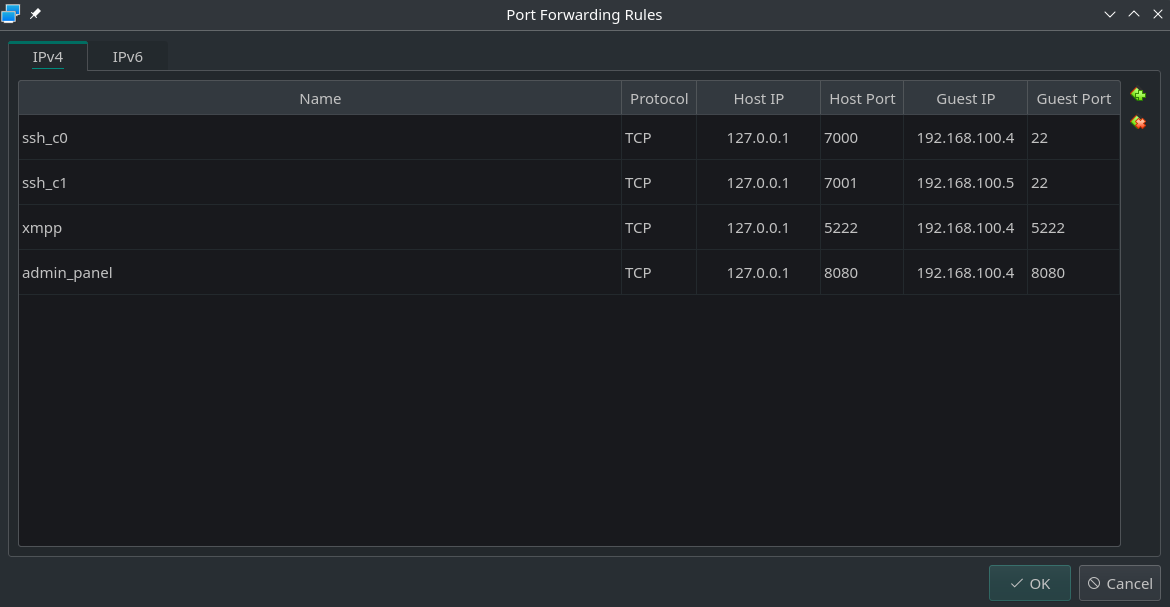 Port Forwarding Rules
IPv4 IPv6
Name Protocol Host IP Host Port Guest IP Guest Port
ssh_c0 TCP 127.0.0.1 7000 192.168.100.4 22
ssh_c1 TCP 127.0.0.1 7001 192.168.100.5 22
xmpp TCP 127.0.0.1 5222 192.168.100.4 5222
admin_panel TCP 127.0.0.1 8080 192.168.100.4 8080
OK Cancel